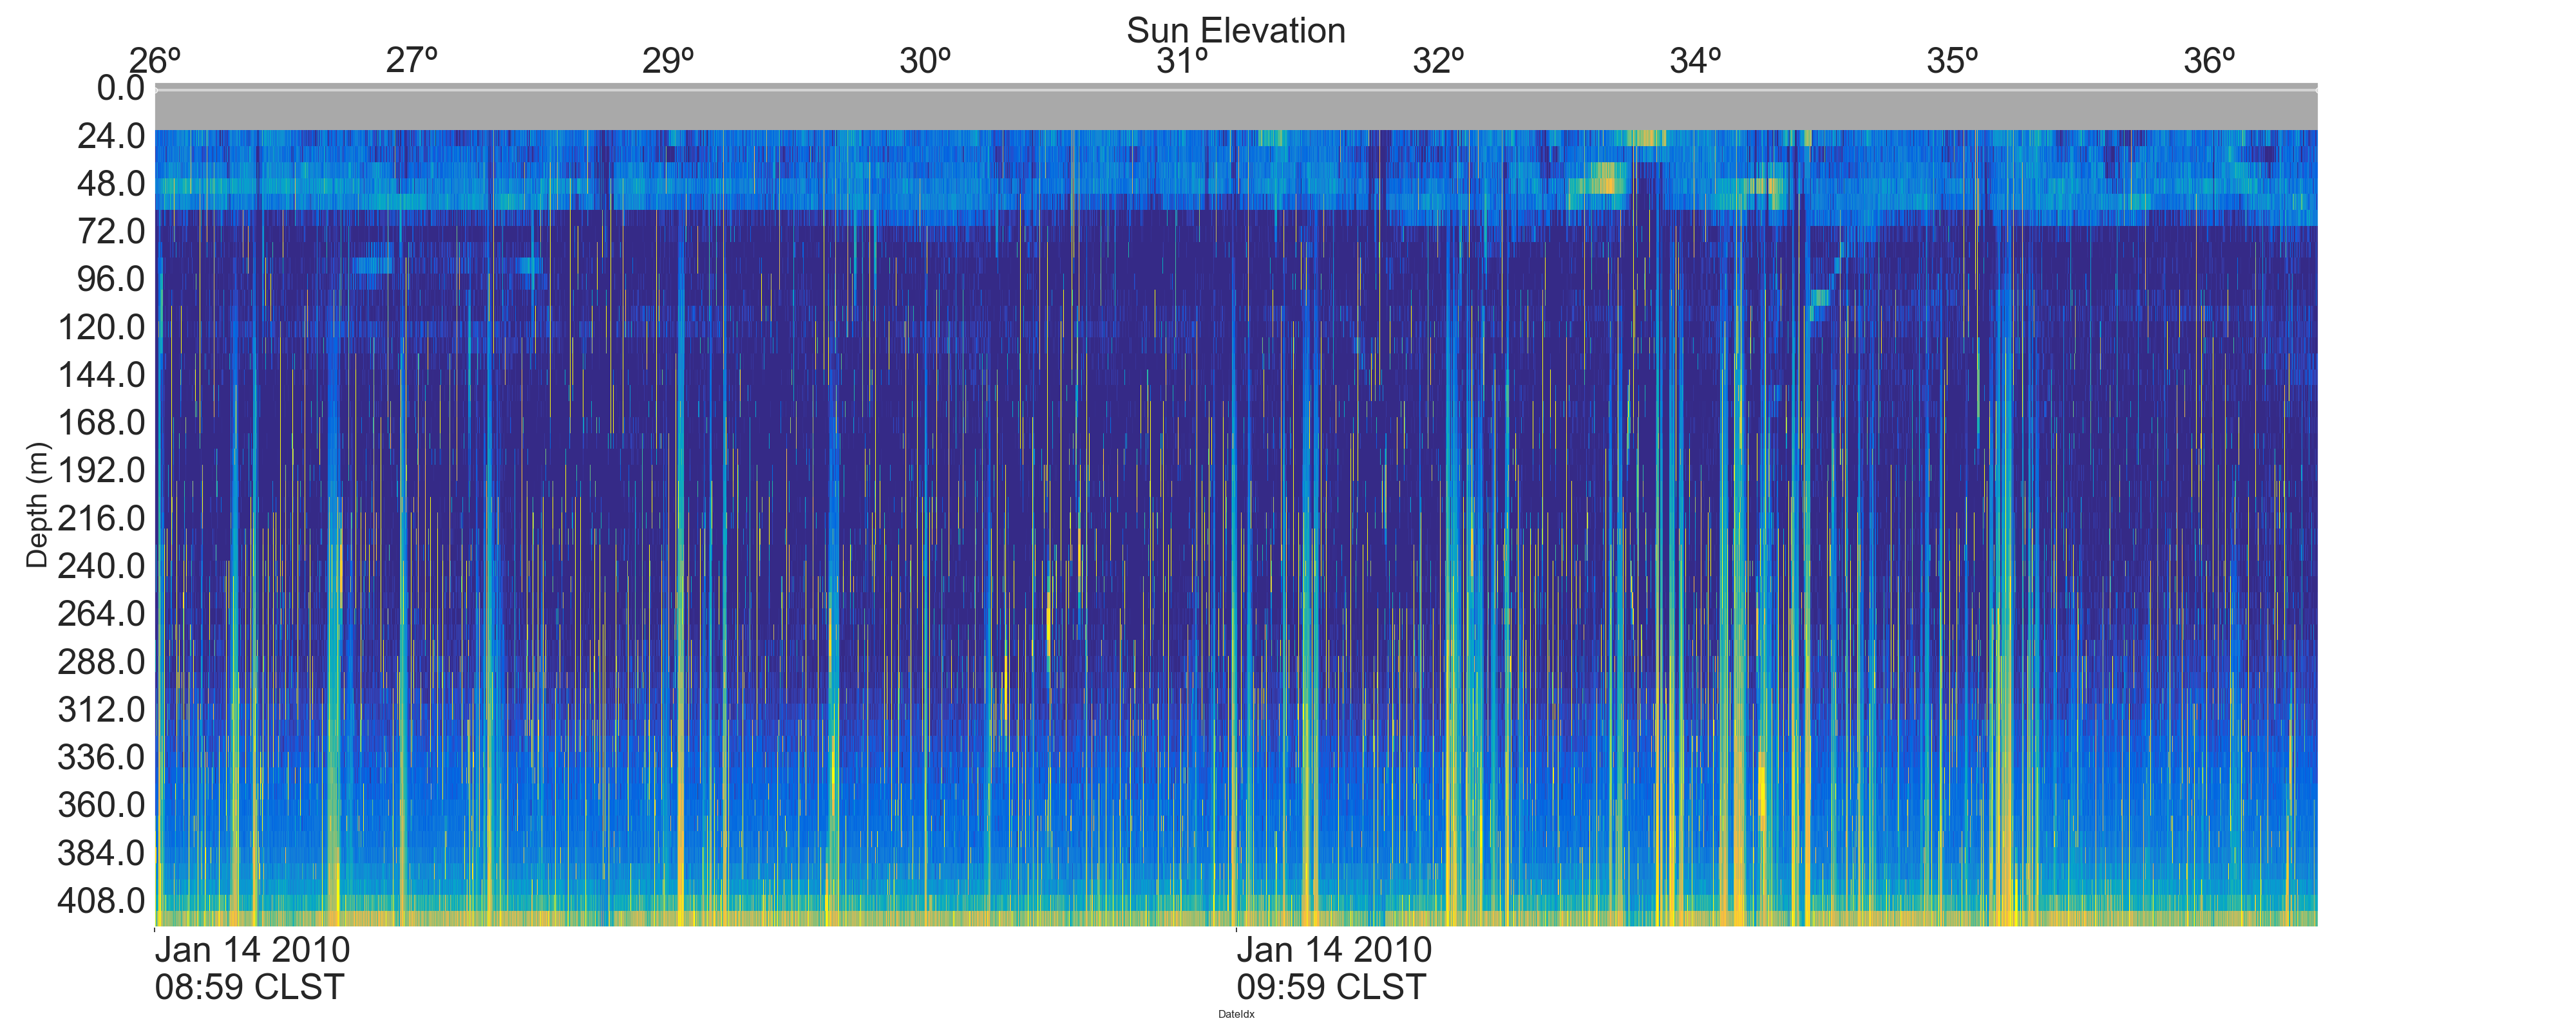 Sun Elevation
26º 27º 29º 30º 31º 32º 34º 35º 36º
0.0
24.0
48.0
72.0
96.0
120.0
144.0
168.0
192.0
216.0
240.0
264.0
288.0
312.0
336.0
360.0
384.0
408.0
Depth (m)
Jan 14 2010
08:59 CLST
Jan 14 2010
09:59 CLST
DateIdx